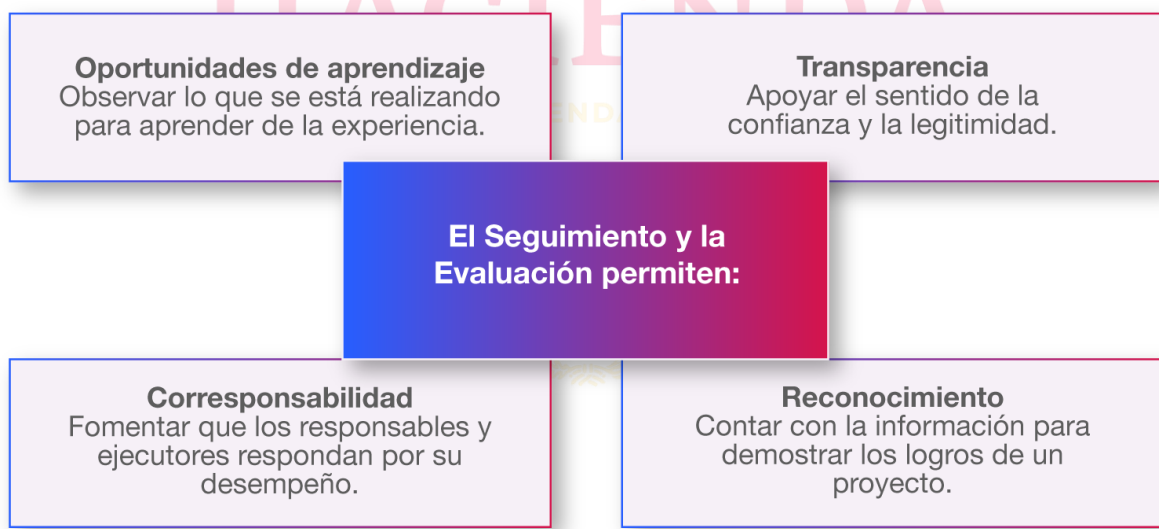 Oportunidades de aprendizaje
Observar lo que se está realizando
para aprender de la experiencia.
Transparencia
Apoyar el sentido de la
confianza y la legitimidad.
El Seguimiento y la
Evaluación permiten:
Corresponsabilidad
Fomentar que los responsables y
ejecutores respondan por su
desempeño.
Reconocimiento
Contar con la información para
demostrar los logros de un
proyecto.